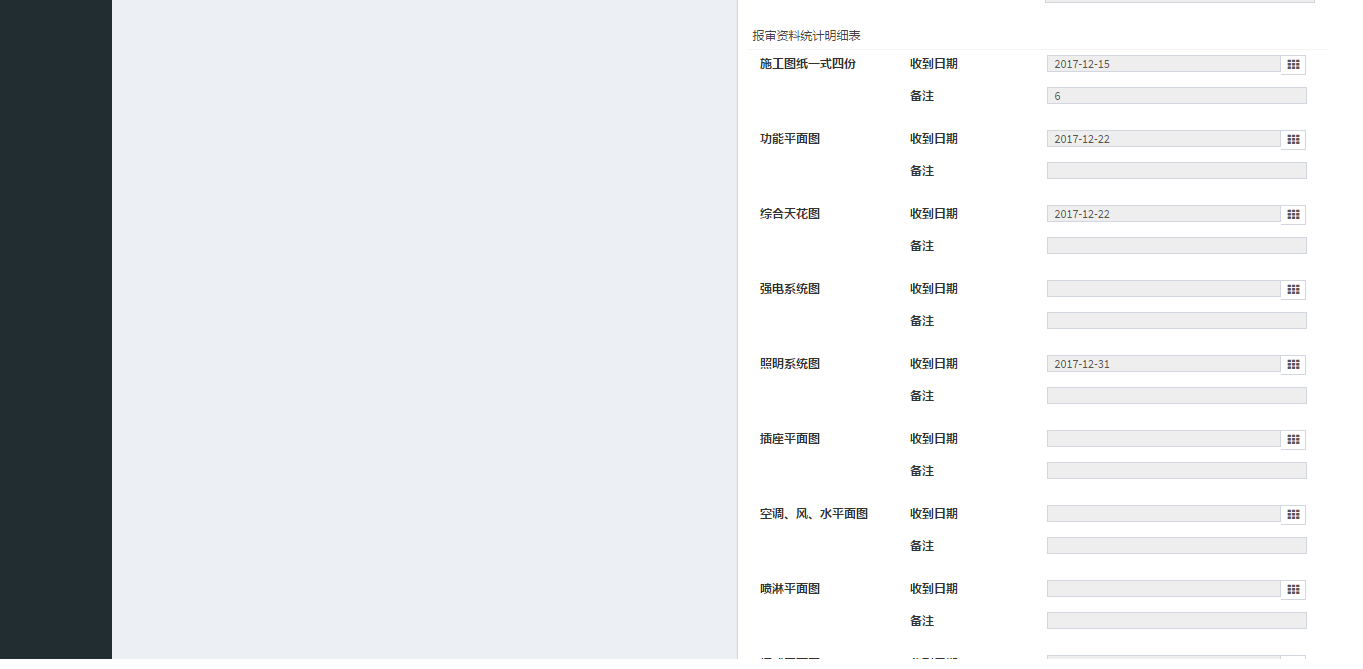 报审资料统计明细表
施工图纸一式四份 收到日期 2017-12-15
备注 6
功能平面图 收到日期 2017-12-22
备注
综合天花图 收到日期 2017-12-22
备注
强电系统图 收到日期
备注
照明系统图 收到日期 2017-12-31
备注
插座平面图 收到日期
备注
空调、风、水平面图 收到日期
备注
喷淋平面图 收到日期
备注